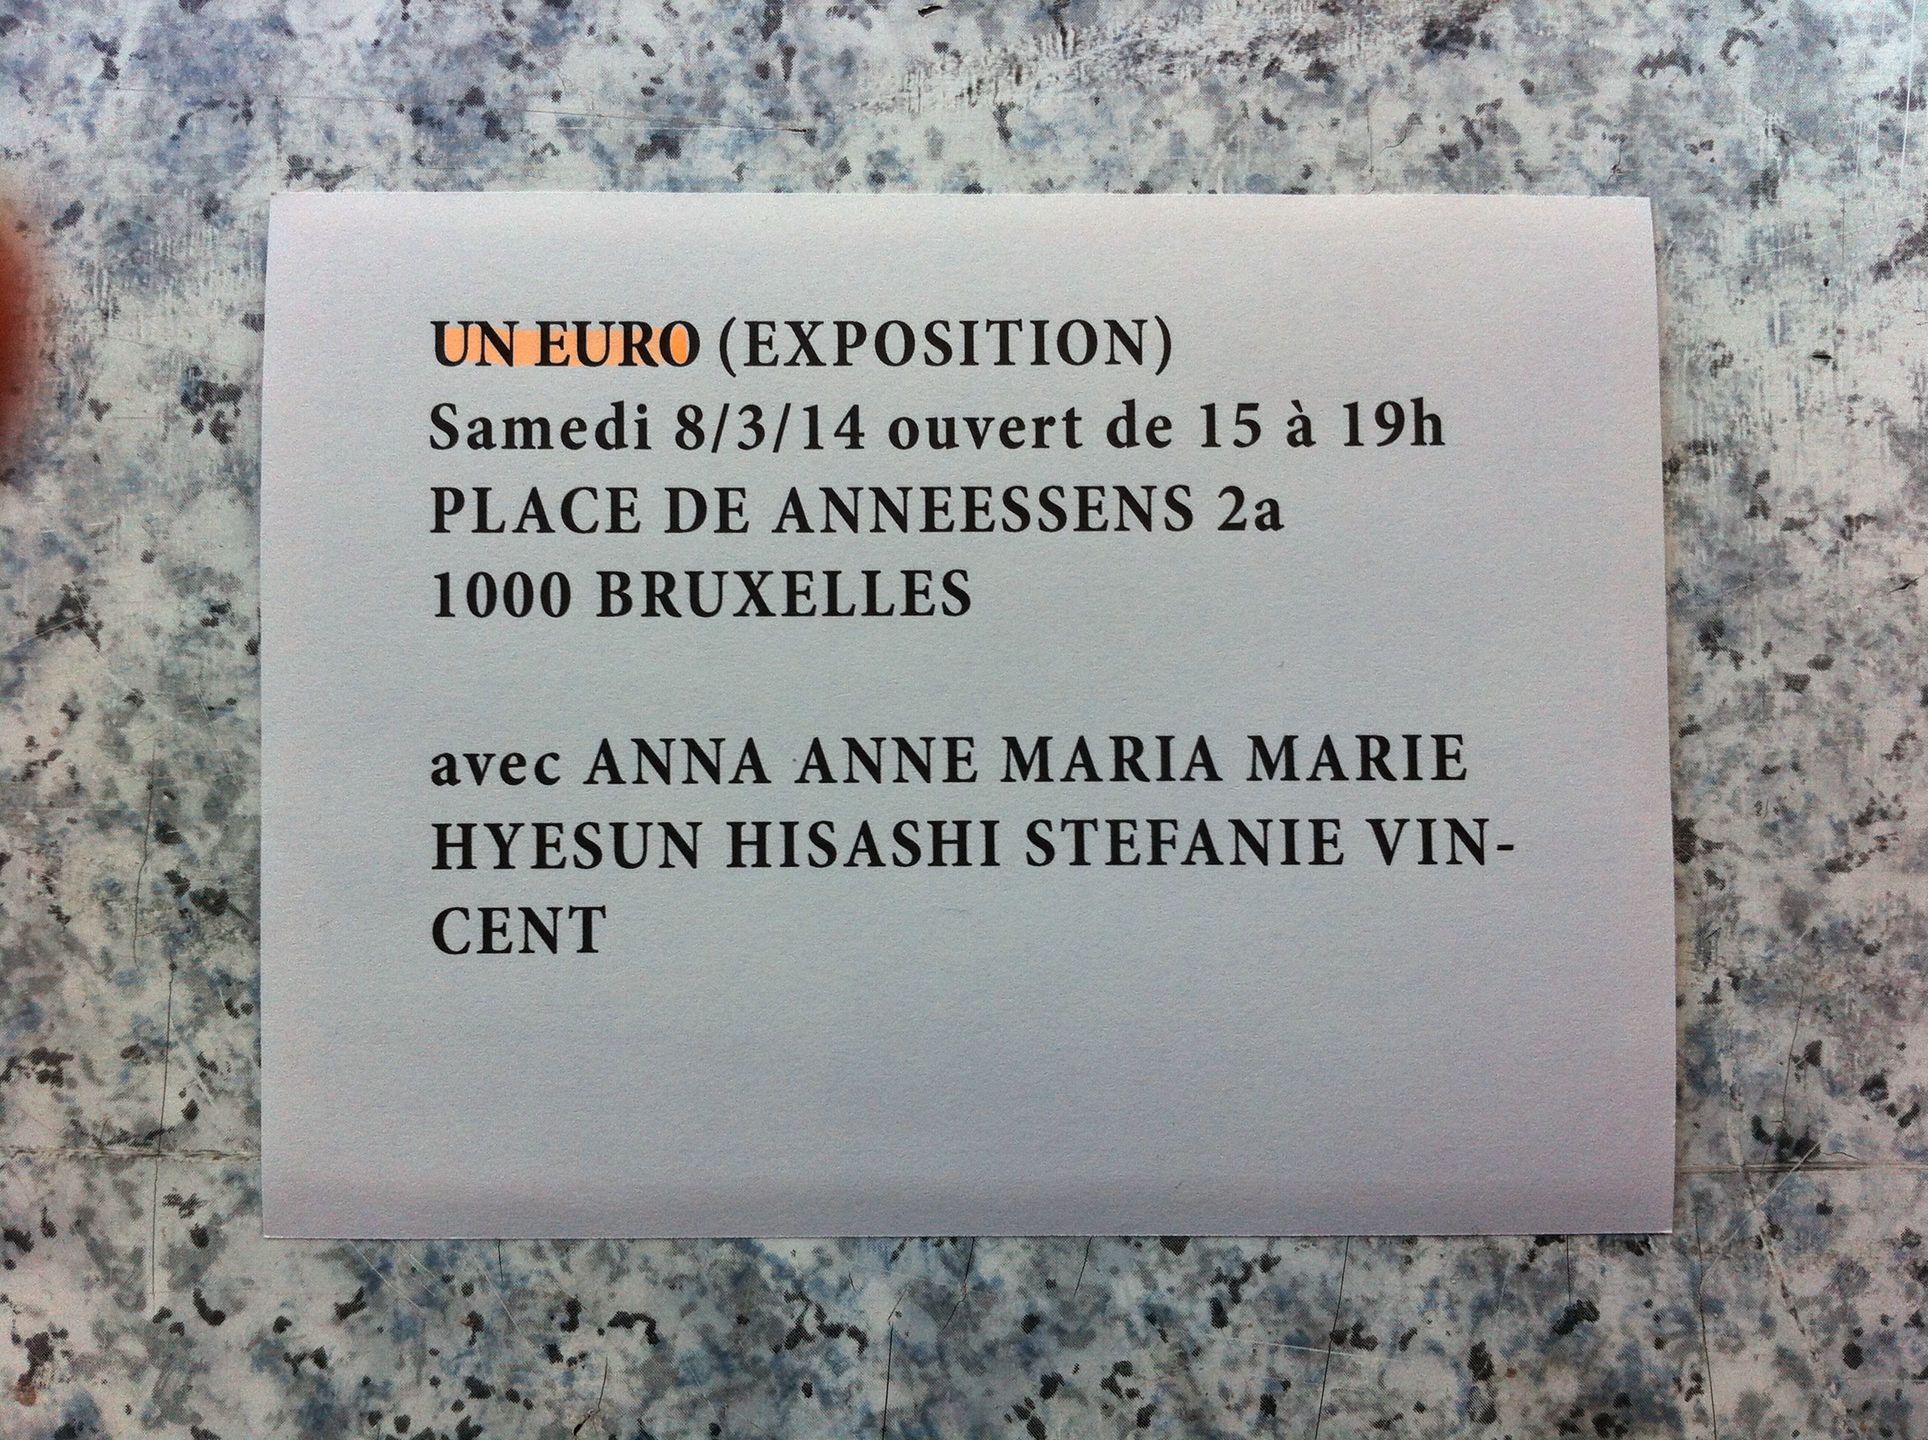 UN EURO (EXPOSITION)
Samedi 8/3/14 ouvert de 15 à 19h
PLACE DE ANNEESSENS 2a
1000 BRUXELLES
avec ANNA ANNE MARIA MARIE
HYESUN HISASHI STEFANIE VIN-
CENT